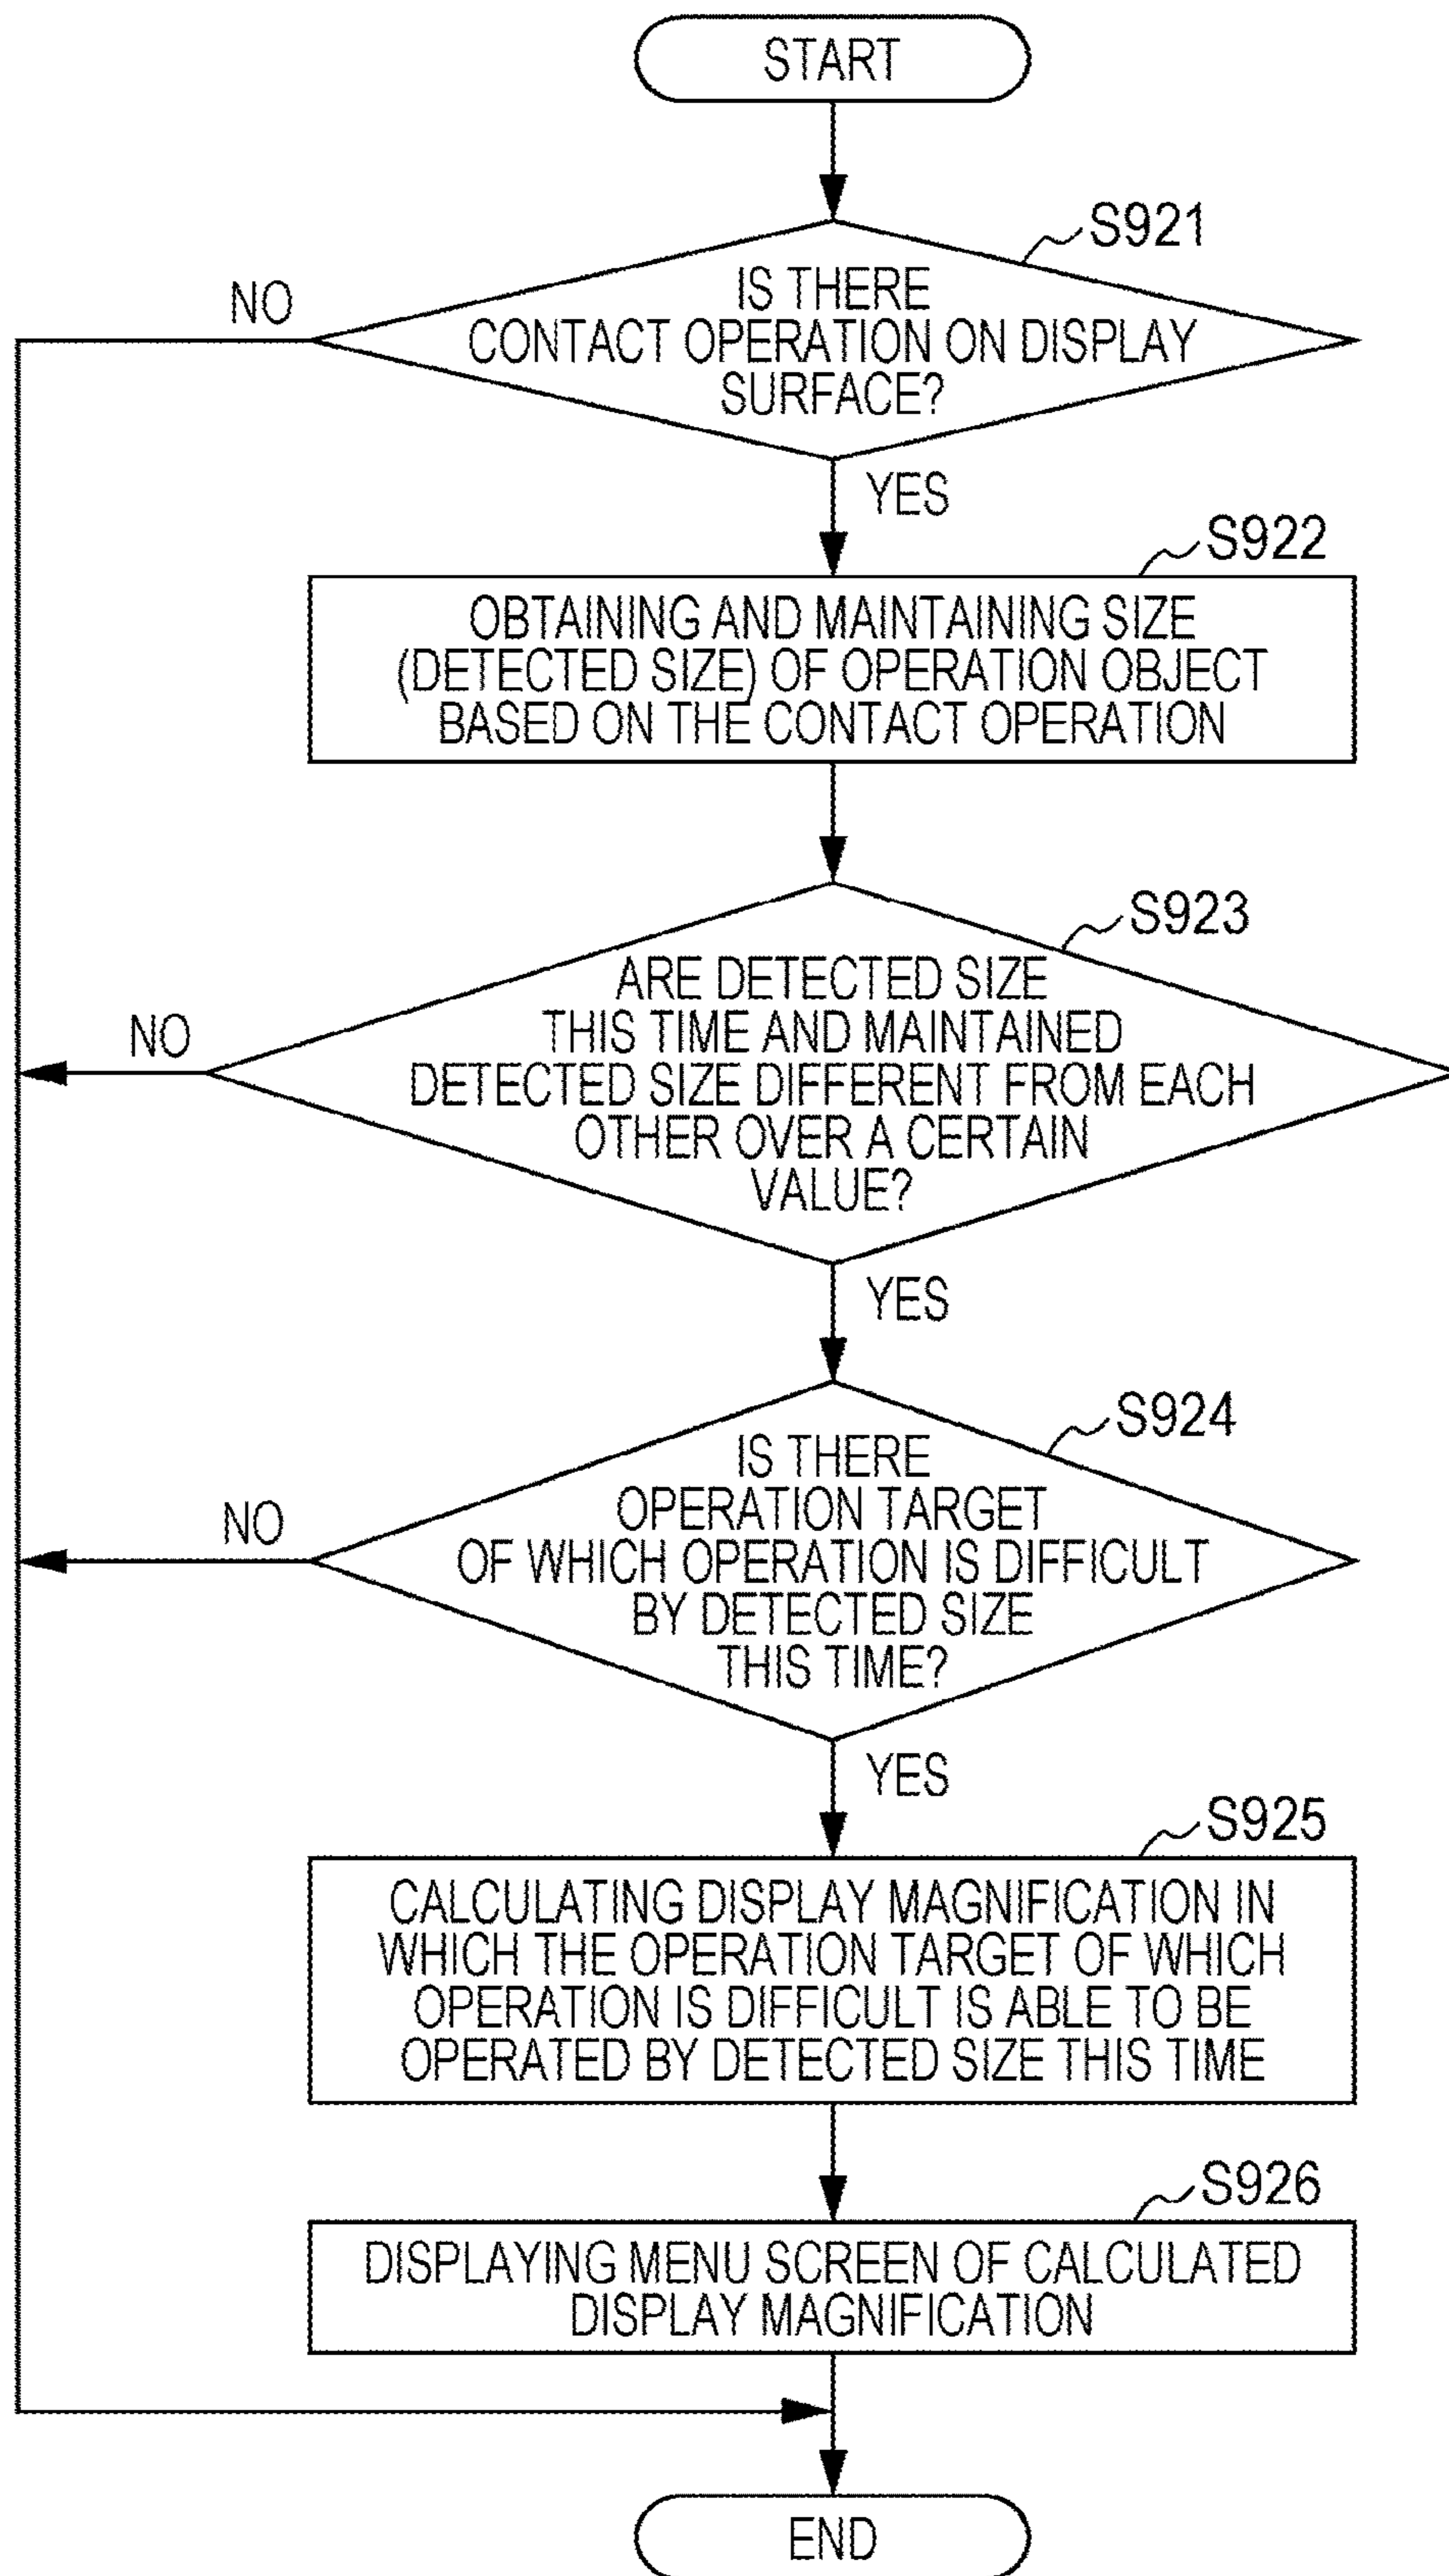 START
S921
IS THERE
CONTACT OPERATION ON DISPLAY
SURFACE?
NO
YES
S922
OBTAINING AND MAINTAINING SIZE
(DETECTED SIZE) OF OPERATION OBJECT
BASED ON THE CONTACT OPERATION
S923
ARE DETECTED SIZE
THIS TIME AND MAINTAINED
DETECTED SIZE DIFFERENT FROM EACH
OTHER OVER A CERTAIN
VALUE?
NO
YES
S924
IS THERE
OPERATION TARGET
OF WHICH OPERATION IS DIFFICULT
BY DETECTED SIZE
THIS TIME?
NO
YES
S925
CALCULATING DISPLAY MAGNIFICATION IN
WHICH THE OPERATION TARGET OF WHICH
OPERATION IS DIFFICULT IS ABLE TO BE
OPERATED BY DETECTED SIZE THIS TIME
S926
DISPLAYING MENU SCREEN OF CALCULATED
DISPLAY MAGNIFICATION
END